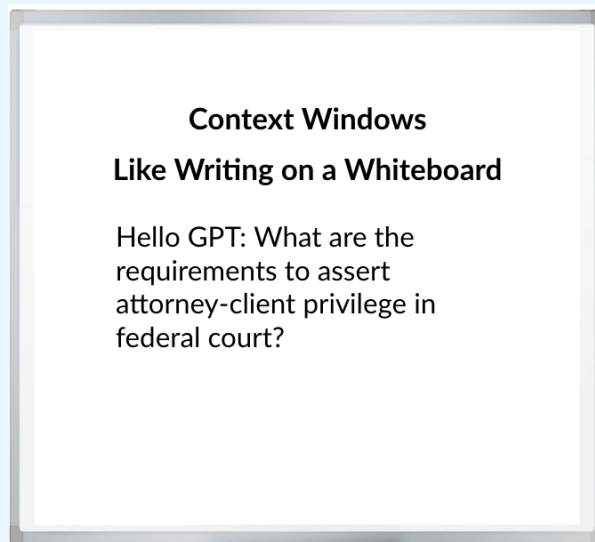 Context Windows
Like Writing on a Whiteboard
Hello GPT: What are the
requirements to assert
attorney-client privilege in
federal court?